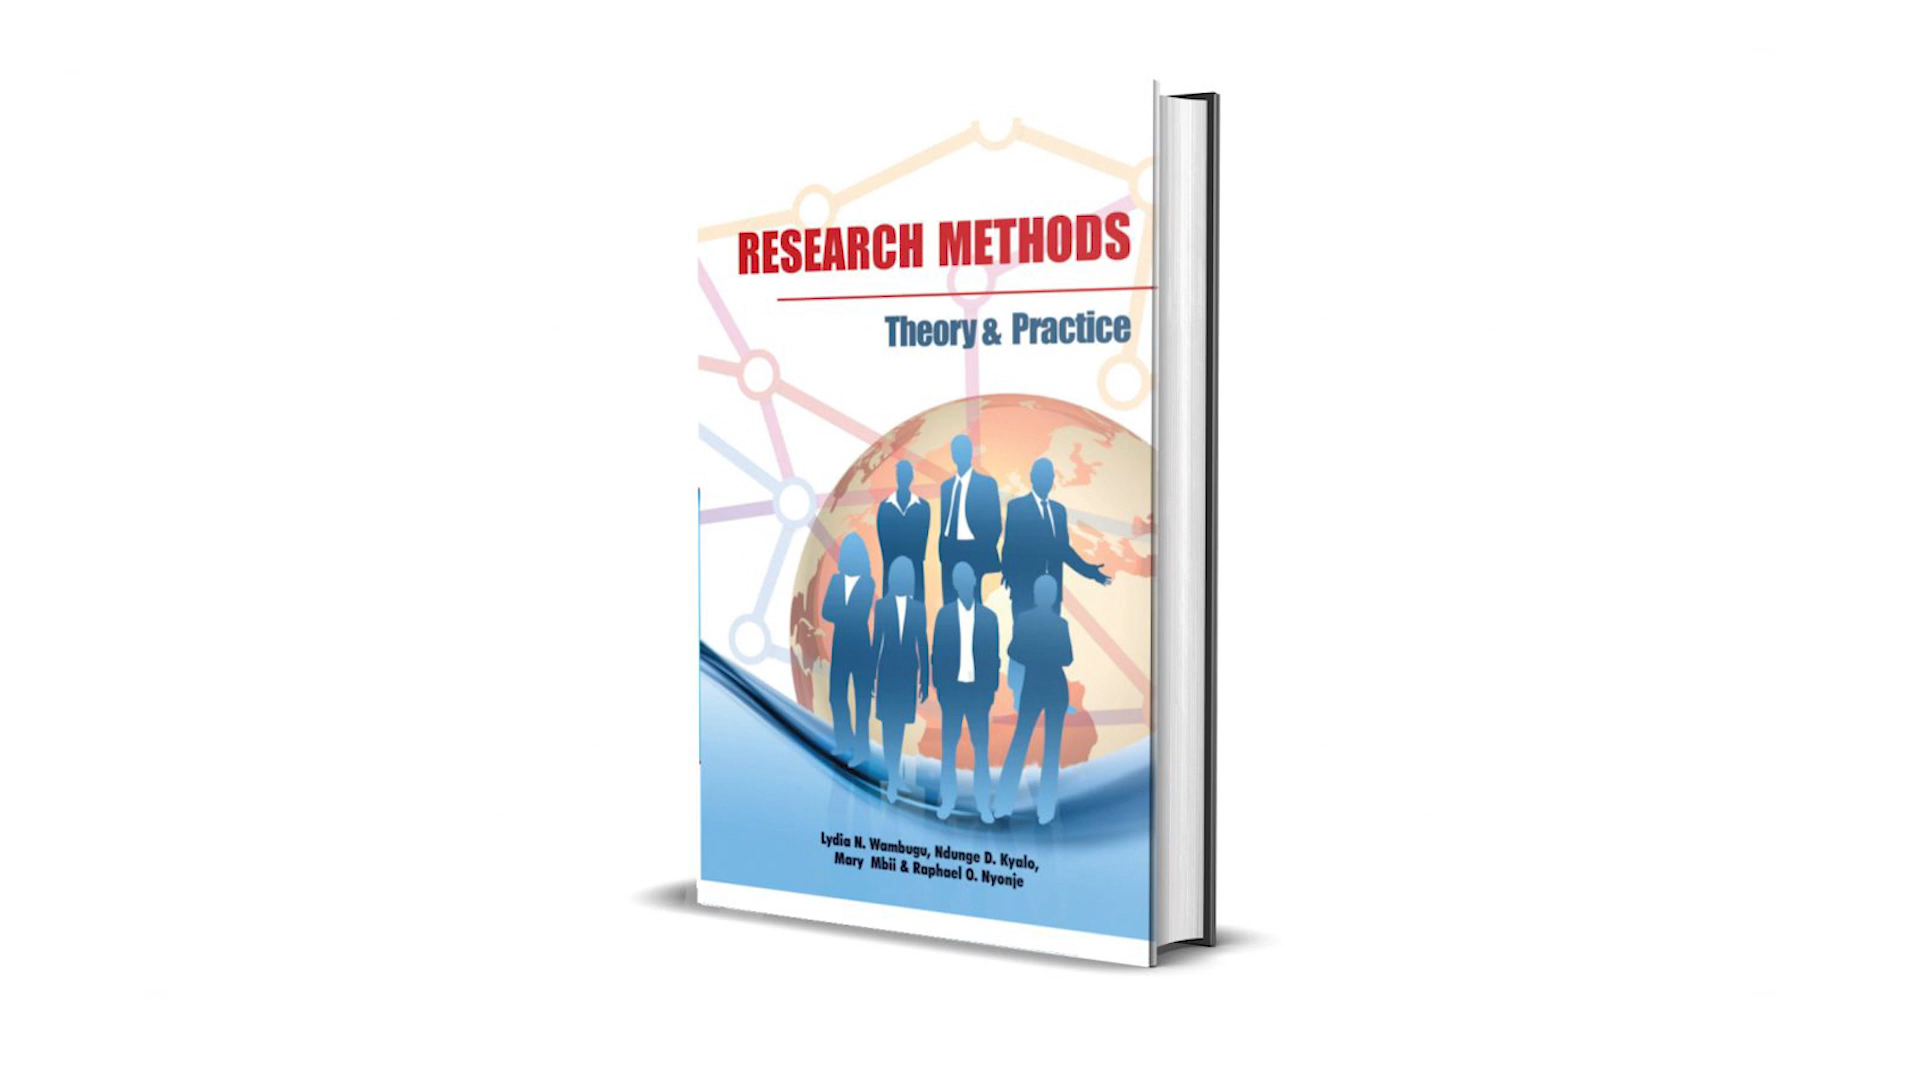 RESEARCH METHODS
Theory & Practice
Lydia N. Wambugu, Ndunge D. Kyalo,
Mary Mbii & Raphael O. Nyonje